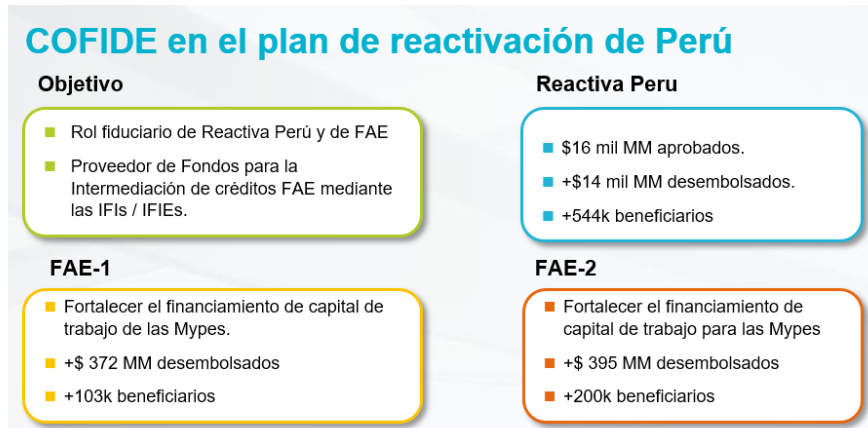 COFIDE en el plan de reactivación de Perú
Objetivo
Rol fiduciario de Reactiva Perú y de FAE
Proveedor de Fondos para la
Intermediación de créditos FAE mediante
las IFIs / IFIEs.
Reactiva Peru
$16 mil MM aprobados.
+$14 mil MM desembolsados.
+544k beneficiarios
FAE-1
Fortalecer el financiamiento de capital de
trabajo de las Mypes.
+$ 372 MM desembolsados
+103k beneficiarios
FAE-2
Fortalecer el financiamiento de
capital de trabajo para las Mypes
+$ 395 MM desembolsados
+200k beneficiarios